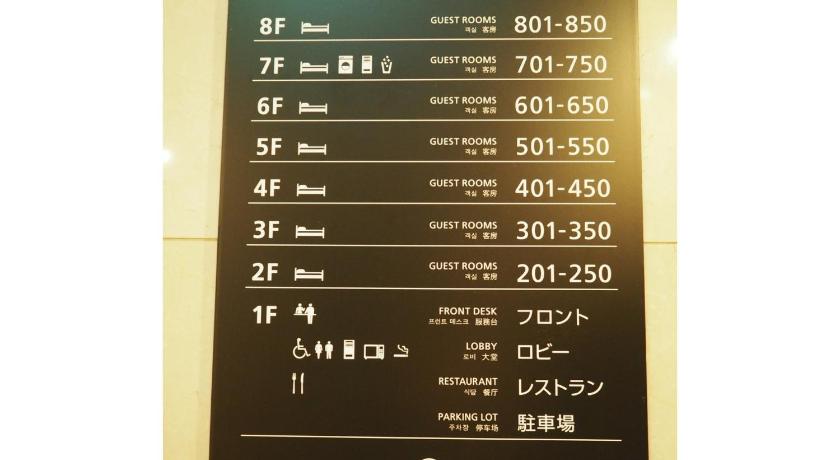 8F GUEST ROOMS 801-850
객실 客房
7F GUEST ROOMS 701-750
객실 客房
6F GUEST ROOMS 601-650
객실 客房
5F GUEST ROOMS 501-550
객실 客房
4F GUEST ROOMS 401-450
객실 客房
3F GUEST ROOMS 301-350
객실 客房
2F GUEST ROOMS 201-250
객실 客房
1F FRONT DESK フロント
프런트 데스크 服務台
LOBBY ロビー
로비 大堂
RESTAURANT レストラン
식당 餐厅
PARKING LOT 駐車場
주차장 停车场